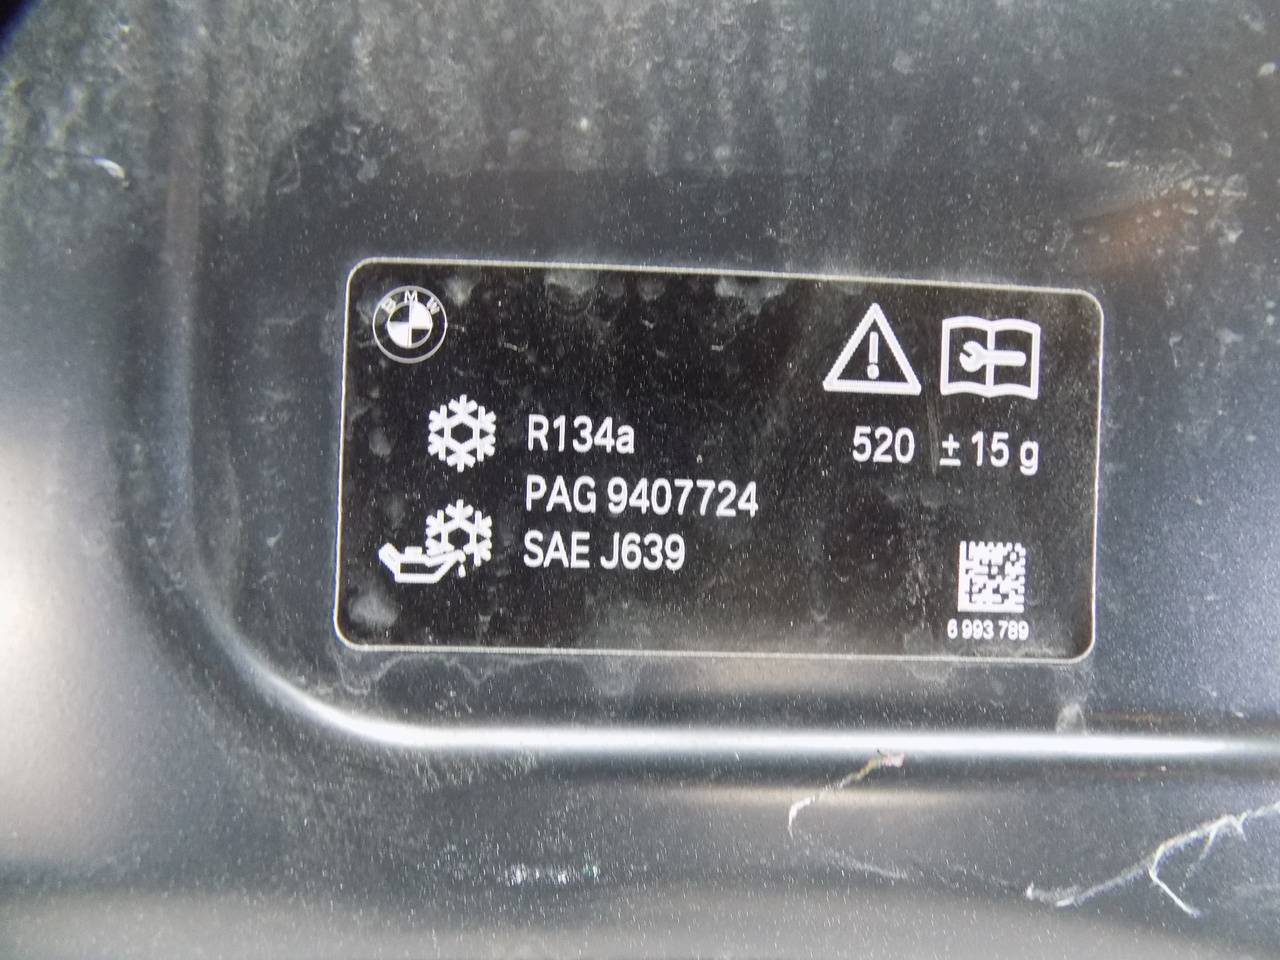 BMW
R134a
520 ± 15 g
PAG 9407724
SAE J639
6 993 789